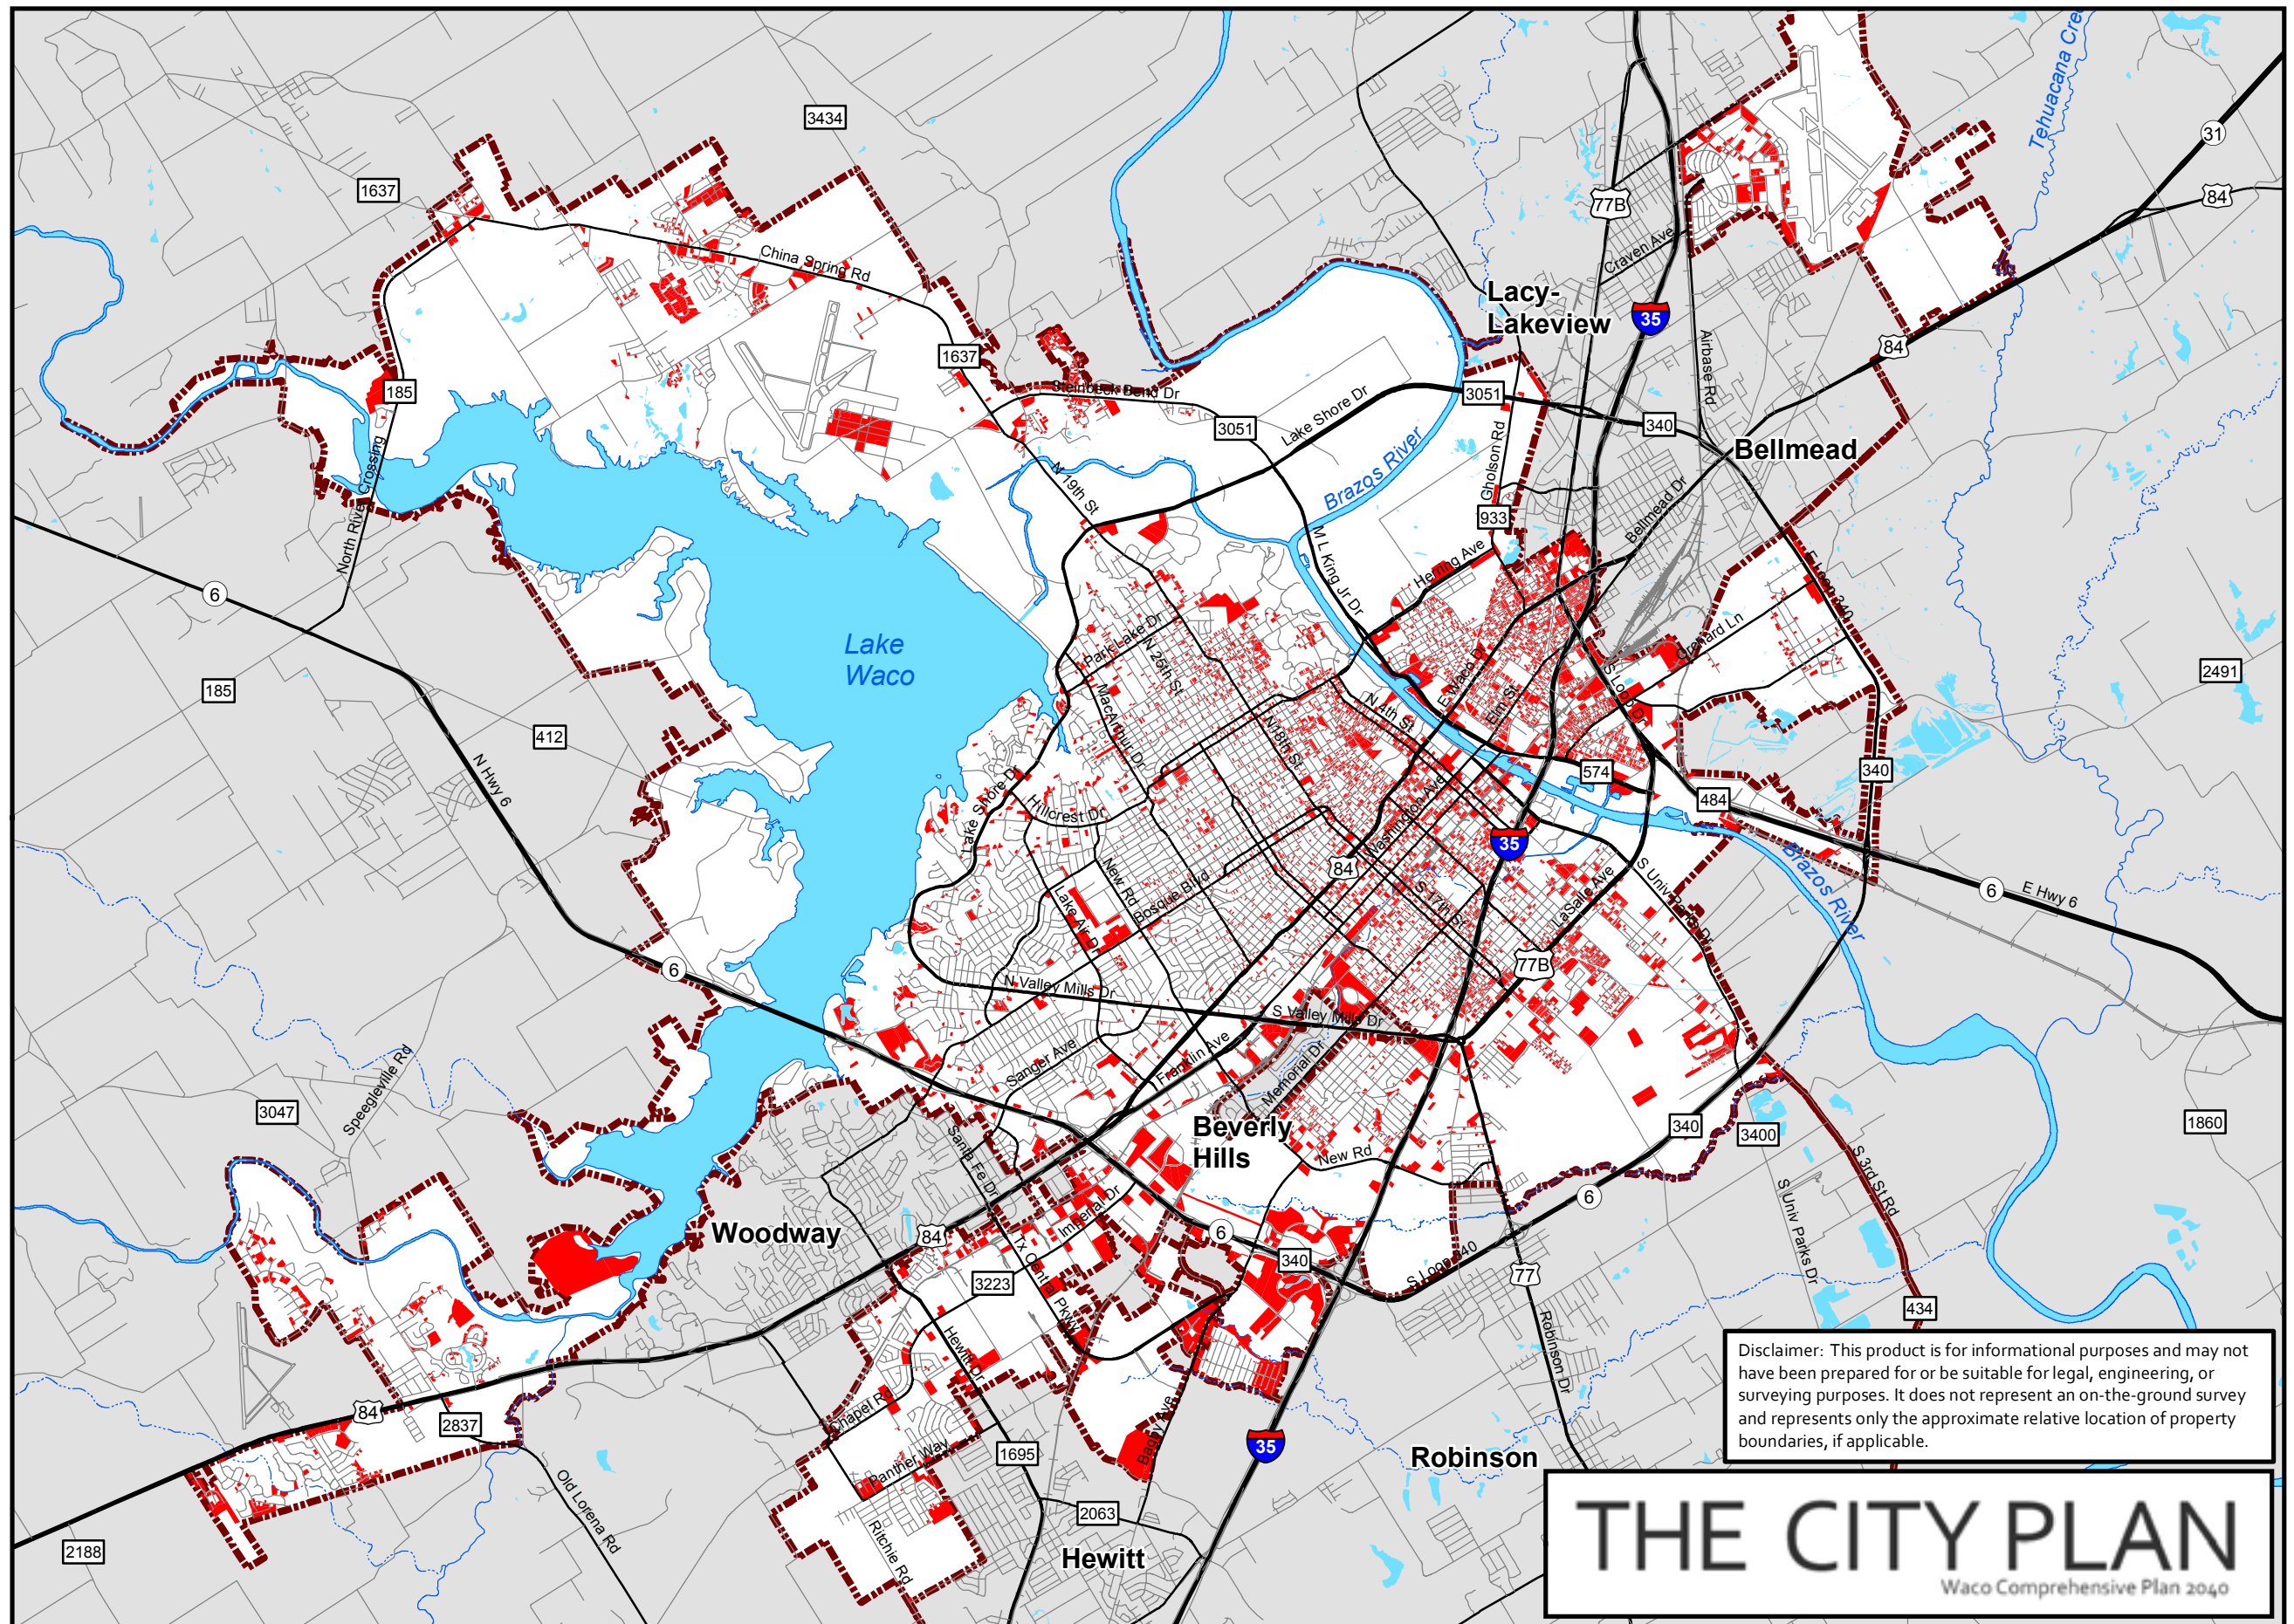 3434
1637
China Spring Rd
1637
185
North River Crossing
6
185
412
N Hwy 6
6
Speegleville Rd
3047
Lake
Waco
Tehuacana Cree
31
84
77B
Craven Ave
Lacy-
Lakeview
35
Airbase Rd
84
Steinbeck Bend Dr
3051
Lake Shore Dr
3051
340
Brazos River
Gholson Rd
Bellmead
Bellmead Dr
933
N 19th St
M L King Jr Dr
Herring Ave
E Loop 340
Orchard Ln
S Loop Dr
2491
Park Lake Dr
N 25th St
MacArthur Dr
N 18th St
N 4th St
E Waco Dr
Elm St
574
484
340
Lake Shore Dr
Hillcrest Dr
New Rd
Lake Air Dr
Bosque Blvd
84
Washington Ave
35
S 17th St
LaSalle Ave
77B
S Univ Parks Dr
Brazos River
6
E Hwy 6
N Valley Mills Dr
S Valley Mills Dr
Sanger Ave
Franklin Ave
Memorial Dr
Beverly
Hills
New Rd
340
3400
1860
6
S 3rd St Rd
S Univ Parks Dr
434
Santa Fe Dr
Woodway
84
Imperial Dr
6
340
S Loop 340
77
Robinson Dr
3223
TX Central Pkwy
Hewitt Dr
Chapel Rd
Panther Way
1695
Bagby Ave
35
Robinson
84
2837
Old Lorena Rd
2188
Ritchie Rd
2063
Hewitt
Disclaimer: This product is for informational purposes and may not
have been prepared for or be suitable for legal, engineering, or
surveying purposes. It does not represent an on-the-ground survey
and represents only the approximate relative location of property
boundaries, if applicable.
THE CITY PLAN
Waco Comprehensive Plan 2040